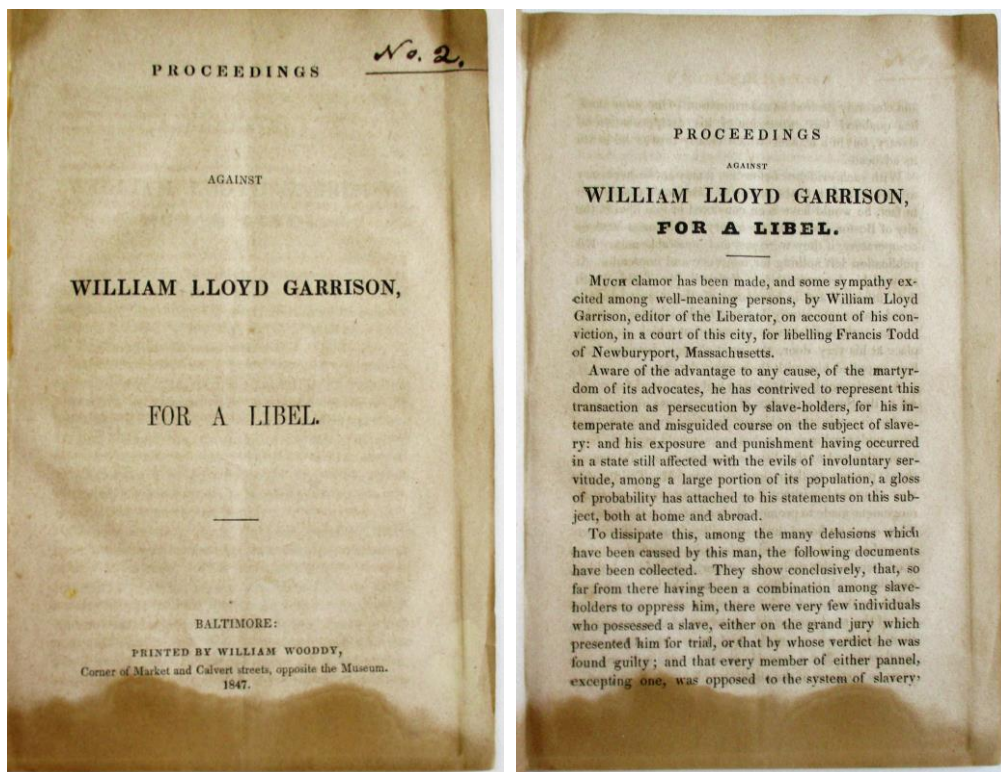 No. 2.
PROCEEDINGS
AGAINST
WILLIAM LLOYD GARRISON,
FOR A LIBEL.
BALTIMORE:
PRINTED BY WILLIAM WOODDY,
Corner of Market and Calvert streets, opposite the Museum.
1847.
PROCEEDINGS
AGAINST
WILLIAM LLOYD GARRISON,
FOR A LIBEL.
Much clamor has been made, and some sympathy ex-
cited among well-meaning persons, by William Lloyd
Garrison, editor of the Liberator, on account of his con-
viction, in a court of this city, for libelling Francis Todd
of Newburyport, Massachusetts.
Aware of the advantage to any cause, of the martyr-
dom of its advocates, he has contrived to represent this
transaction as persecution by slave-holders, for his in-
temperate and misguided course on the subject of slave-
ry: and his exposure and punishment having occurred
in a state still affected with the evils of involuntary ser-
vitude, among a large portion of its population, a gloss
of probability has attached to his statements on this sub-
ject, both at home and abroad.
To dissipate this, among the many delusions which
have been caused by this man, the following documents
have been collected. They show conclusively, that, so
far from there having been a combination among slave-
holders to oppress him, there were very few individuals
who possessed a slave, either on the grand jury which
presented him for trial, or that by whose verdict he was
found guilty; and that every member of either pannel,
excepting one, was opposed to the system of slavery,